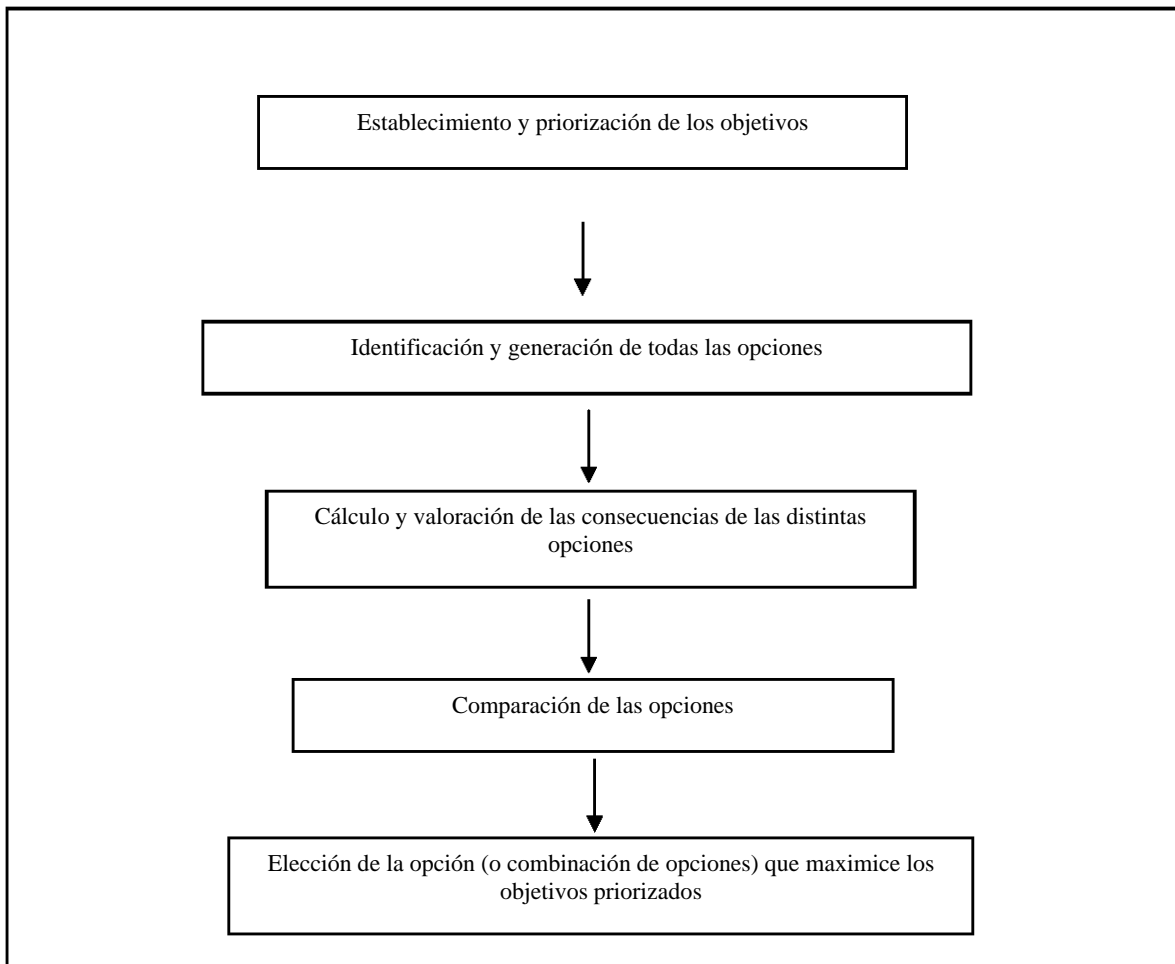 Establecimiento y priorización de los objetivos
Identificación y generación de todas las opciones
Cálculo y valoración de las consecuencias de las distintas
opciones
Comparación de las opciones
Elección de la opción (o combinación de opciones) que maximice los
objetivos priorizados